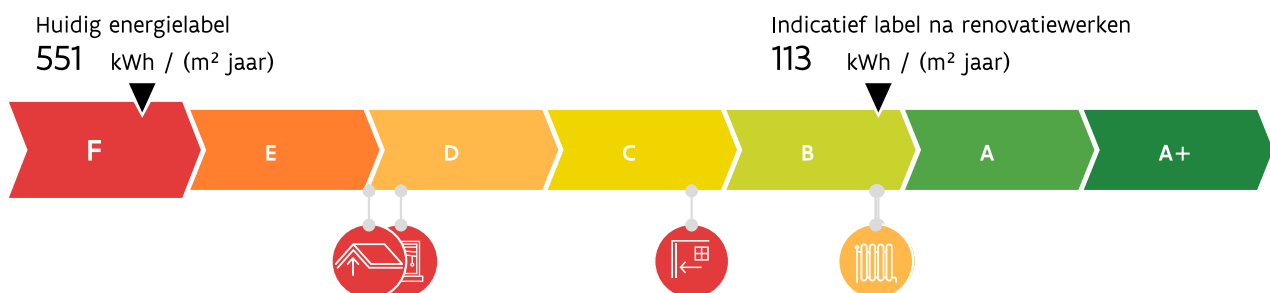 Huidig energielabel
551 kWh / (m² jaar)
Indicatief label na renovatiewerken
113 kWh / (m² jaar)
F E D C B A A+